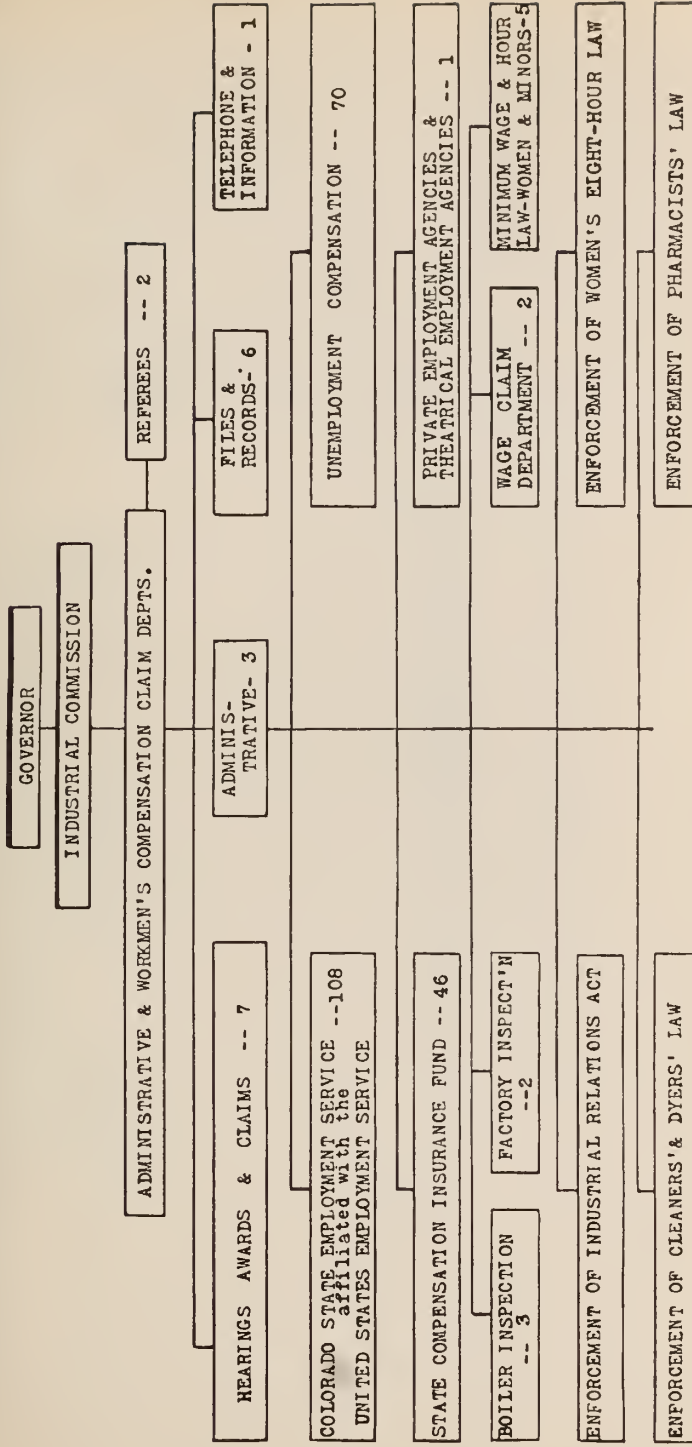 GOVERNOR
INDUSTRIAL COMMISSION
ADMINISTRATIVE & WORKMEN'S COMPENSATION CLAIM DEPTS.
REFEREES -- 2
HEARINGS AWARDS & CLAIMS -- 7
ADMINIS-
TRATIVE- 3
FILES &
RECORDS- 6
TELEPHONE &
INFORMATION - 1
COLORADO STATE EMPLOYMENT SERVICE --108
affiliated with the
UNITED STATES EMPLOYMENT SERVICE
UNEMPLOYMENT COMPENSATION -- 70
STATE COMPENSATION INSURANCE FUND -- 46
PRIVATE EMPLOYMENT AGENCIES &
THEATRICAL EMPLOYMENT AGENCIES -- 1
BOILER INSPECTION
-- 3
FACTORY INSPECT'N
--2
WAGE CLAIM
DEPARTMENT -- 2
MINIMUM WAGE & HOUR
LAW-WOMEN & MINORS-5
ENFORCEMENT OF INDUSTRIAL RELATIONS ACT
ENFORCEMENT OF WOMEN'S EIGHT-HOUR LAW
ENFORCEMENT OF CLEANERS'& DYERS' LAW
ENFORCEMENT OF PHARMACISTS' LAW